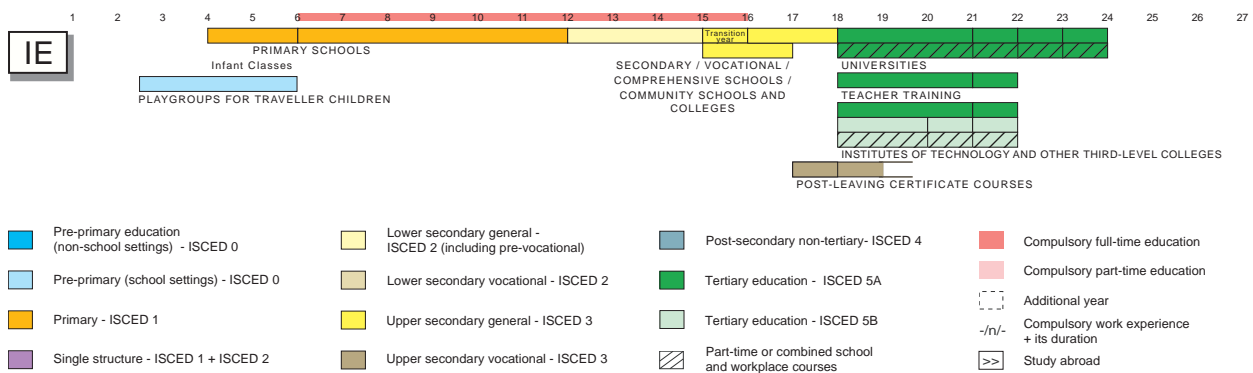 1 2 3 4 5 6 7 8 9 10 11 12 13 14 15 16 17 18 19 20 21 22 23 24 25 26 27
IE
Transition
year
PRIMARY SCHOOLS
Infant Classes
PLAYGROUPS FOR TRAVELLER CHILDREN
SECONDARY / VOCATIONAL /
COMPREHENSIVE SCHOOLS /
COMMUNITY SCHOOLS AND
COLLEGES
UNIVERSITIES
TEACHER TRAINING
INSTITUTES OF TECHNOLOGY AND OTHER THIRD-LEVEL COLLEGES
POST-LEAVING CERTIFICATE COURSES
Pre-primary education
(non-school settings) - ISCED 0
Pre-primary (school settings) - ISCED 0
Primary - ISCED 1
Single structure - ISCED 1 + ISCED 2
Lower secondary general -
ISCED 2 (including pre-vocational)
Lower secondary vocational - ISCED 2
Upper secondary general - ISCED 3
Upper secondary vocational - ISCED 3
Post-secondary non-tertiary- ISCED 4
Tertiary education - ISCED 5A
Tertiary education - ISCED 5B
Part-time or combined school
and workplace courses
Compulsory full-time education
Compulsory part-time education
Additional year
-/n/- Compulsory work experience
+ its duration
>> Study abroad